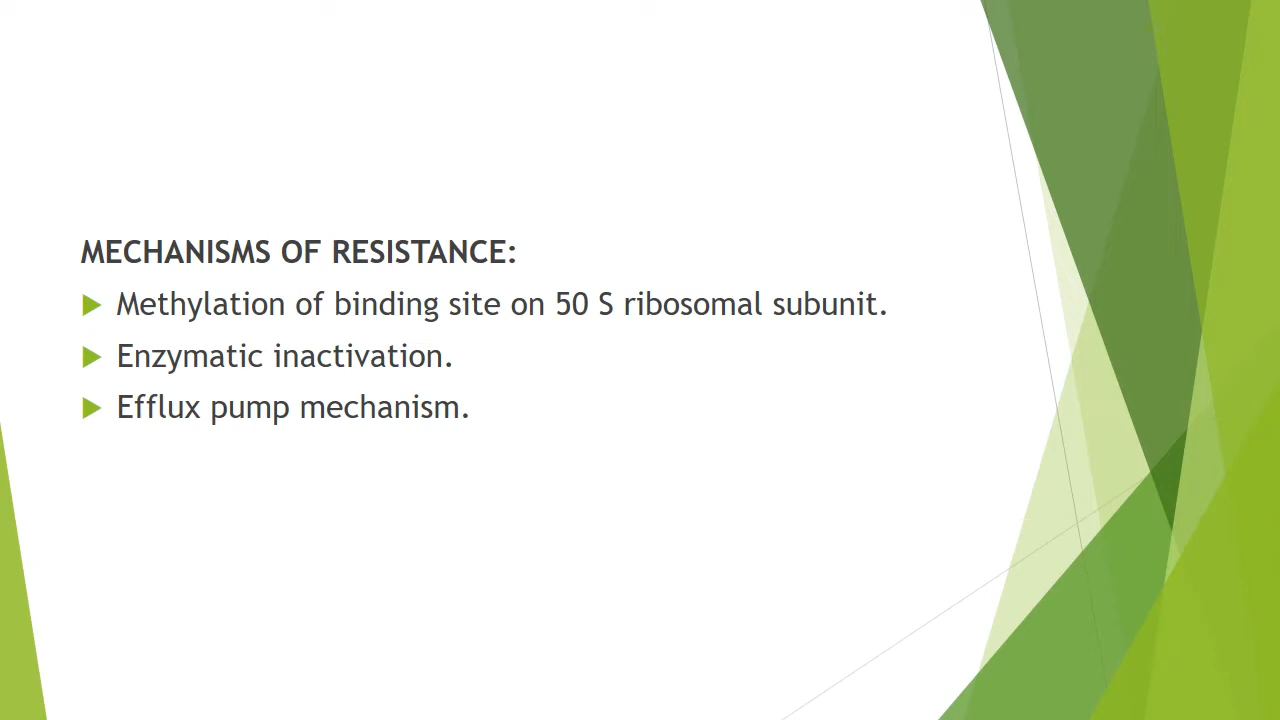 MECHANISMS OF RESISTANCE:
Methylation of binding site on 50 S ribosomal subunit.
Enzymatic inactivation.
Efflux pump mechanism.